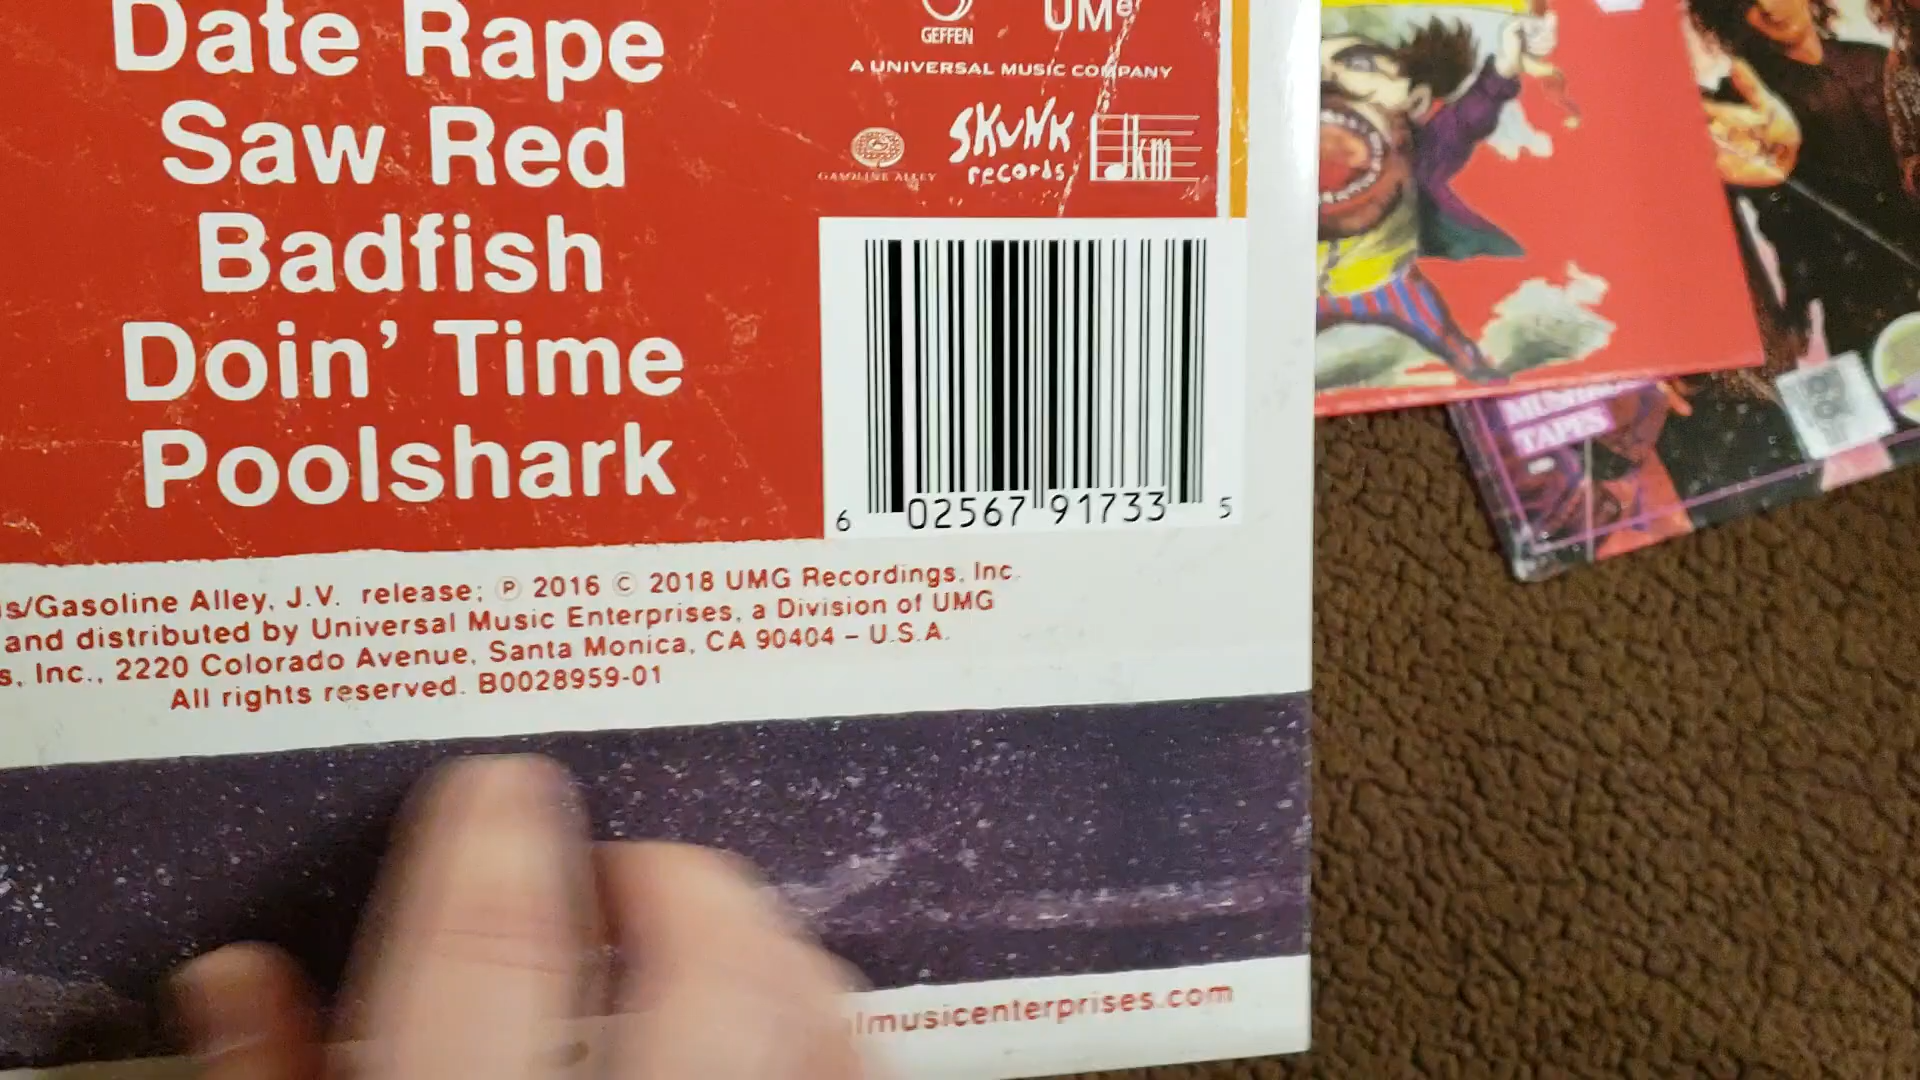 Date Rape
Saw Red
Badfish
Doin' Time
Poolshark
GEFFEN
UMe
A UNIVERSAL MUSIC COMPANY
GASOLINE ALLEY
SKUNK
records
dkm
6 02567 91733 5
s/Gasoline Alley, J.V. release; ℗ 2016 © 2018 UMG Recordings, Inc.
and distributed by Universal Music Enterprises, a Division of UMG
s, Inc., 2220 Colorado Avenue, Santa Monica, CA 90404 – U.S.A.
All rights reserved. B0028959-01
lmusicenterprises.com
TAPES